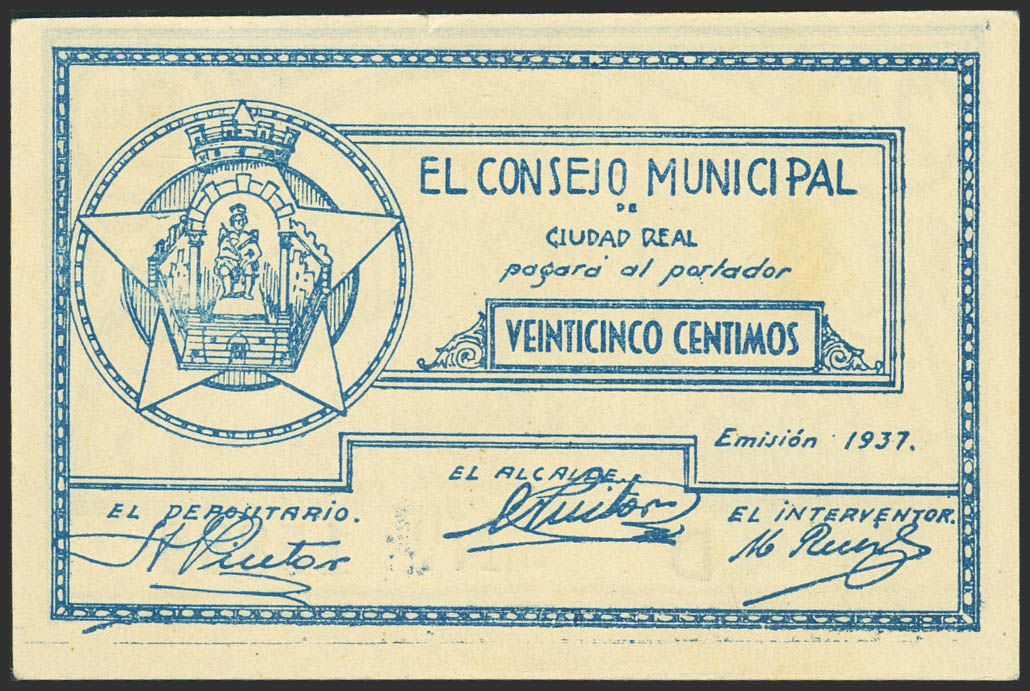 EL CONSEJO MUNICIPAL
DE
CIUDAD REAL
pagará al portador
VEINTICINCO CENTIMOS
Emisión 1937.
EL ALCALDE.
EL DEPOSITARIO.
EL INTERVENTOR.